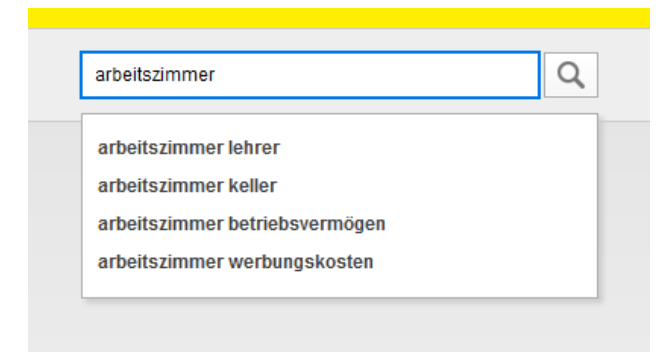 arbeitszimmer
arbeitszimmer lehrer
arbeitszimmer keller
arbeitszimmer betriebsvermögen
arbeitszimmer werbungskosten